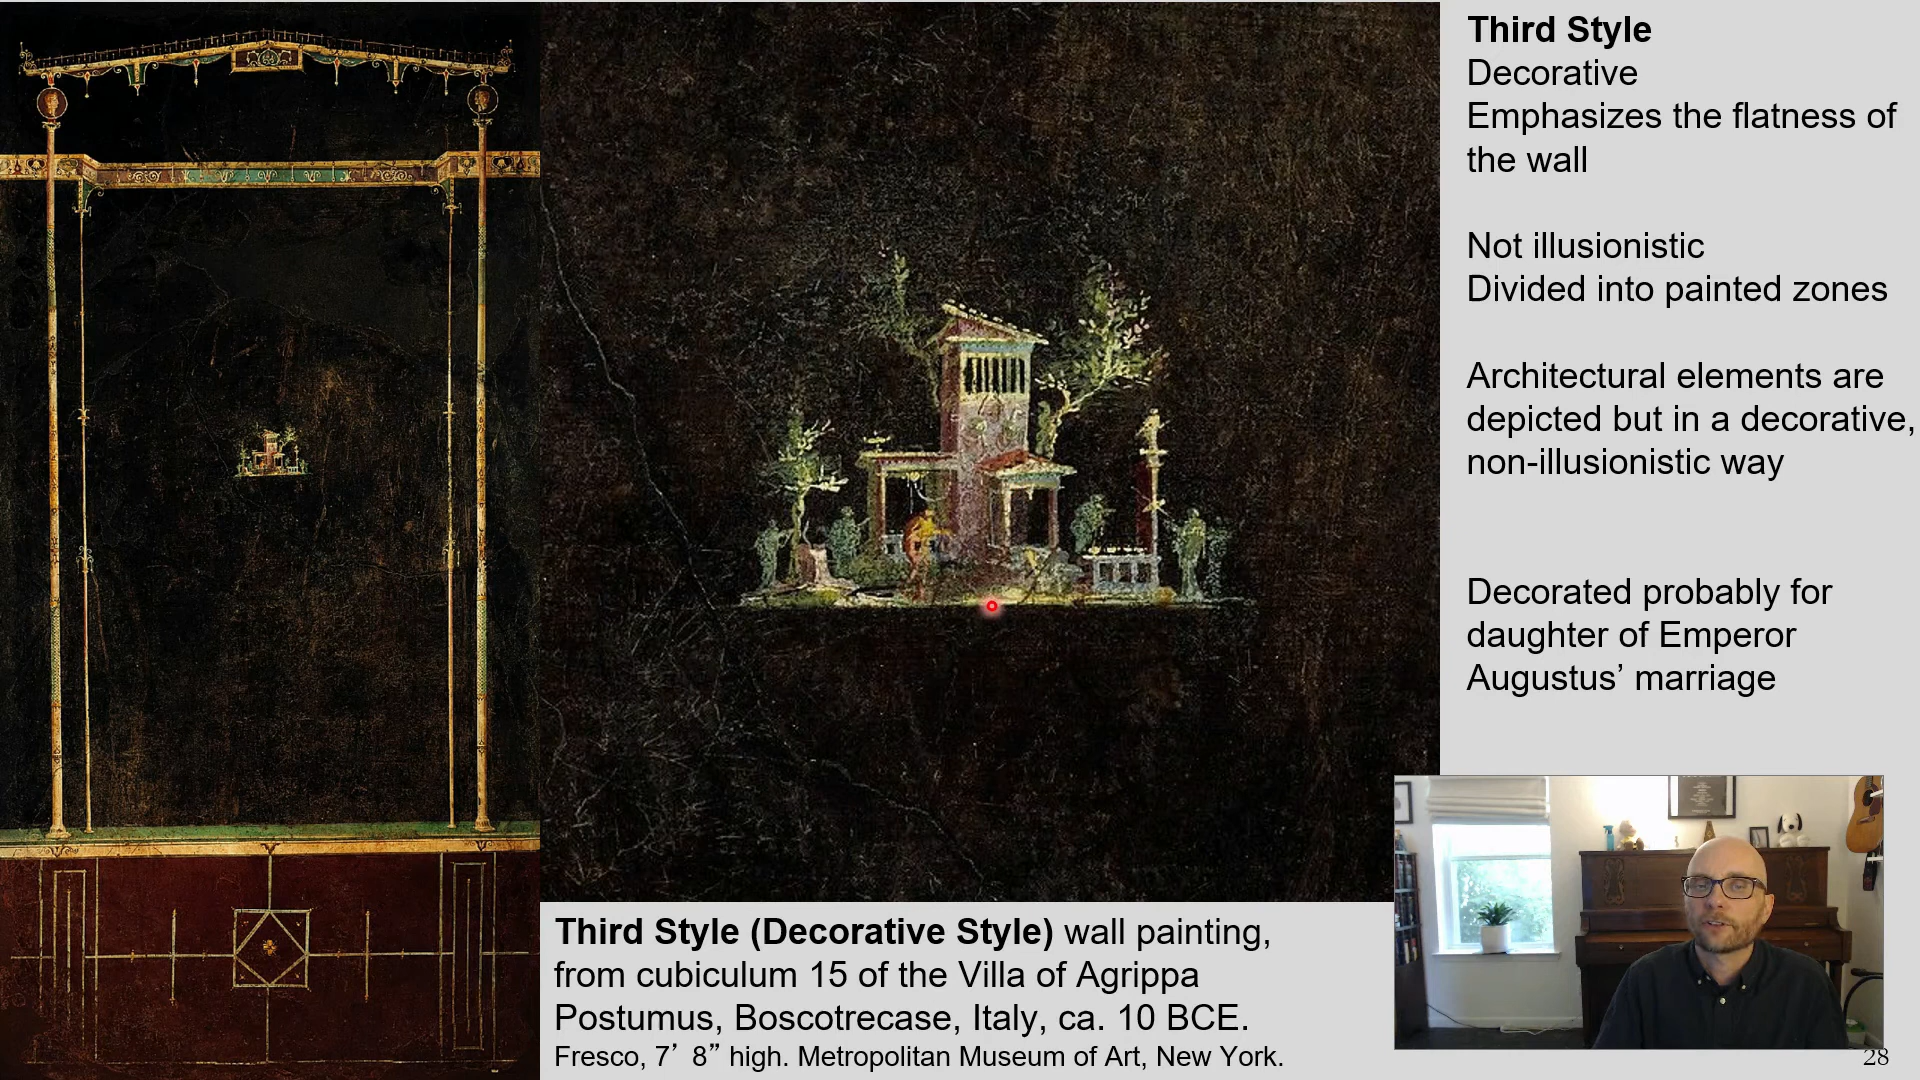 Third Style
Decorative
Emphasizes the flatness of
the wall
Not illusionistic
Divided into painted zones
Architectural elements are
depicted but in a decorative,
non-illusionistic way
Decorated probably for
daughter of Emperor
Augustus’ marriage
Third Style (Decorative Style) wall painting,
from cubiculum 15 of the Villa of Agrippa
Postumus, Boscotrecase, Italy, ca. 10 BCE.
Fresco, 7’ 8” high. Metropolitan Museum of Art, New York.
28